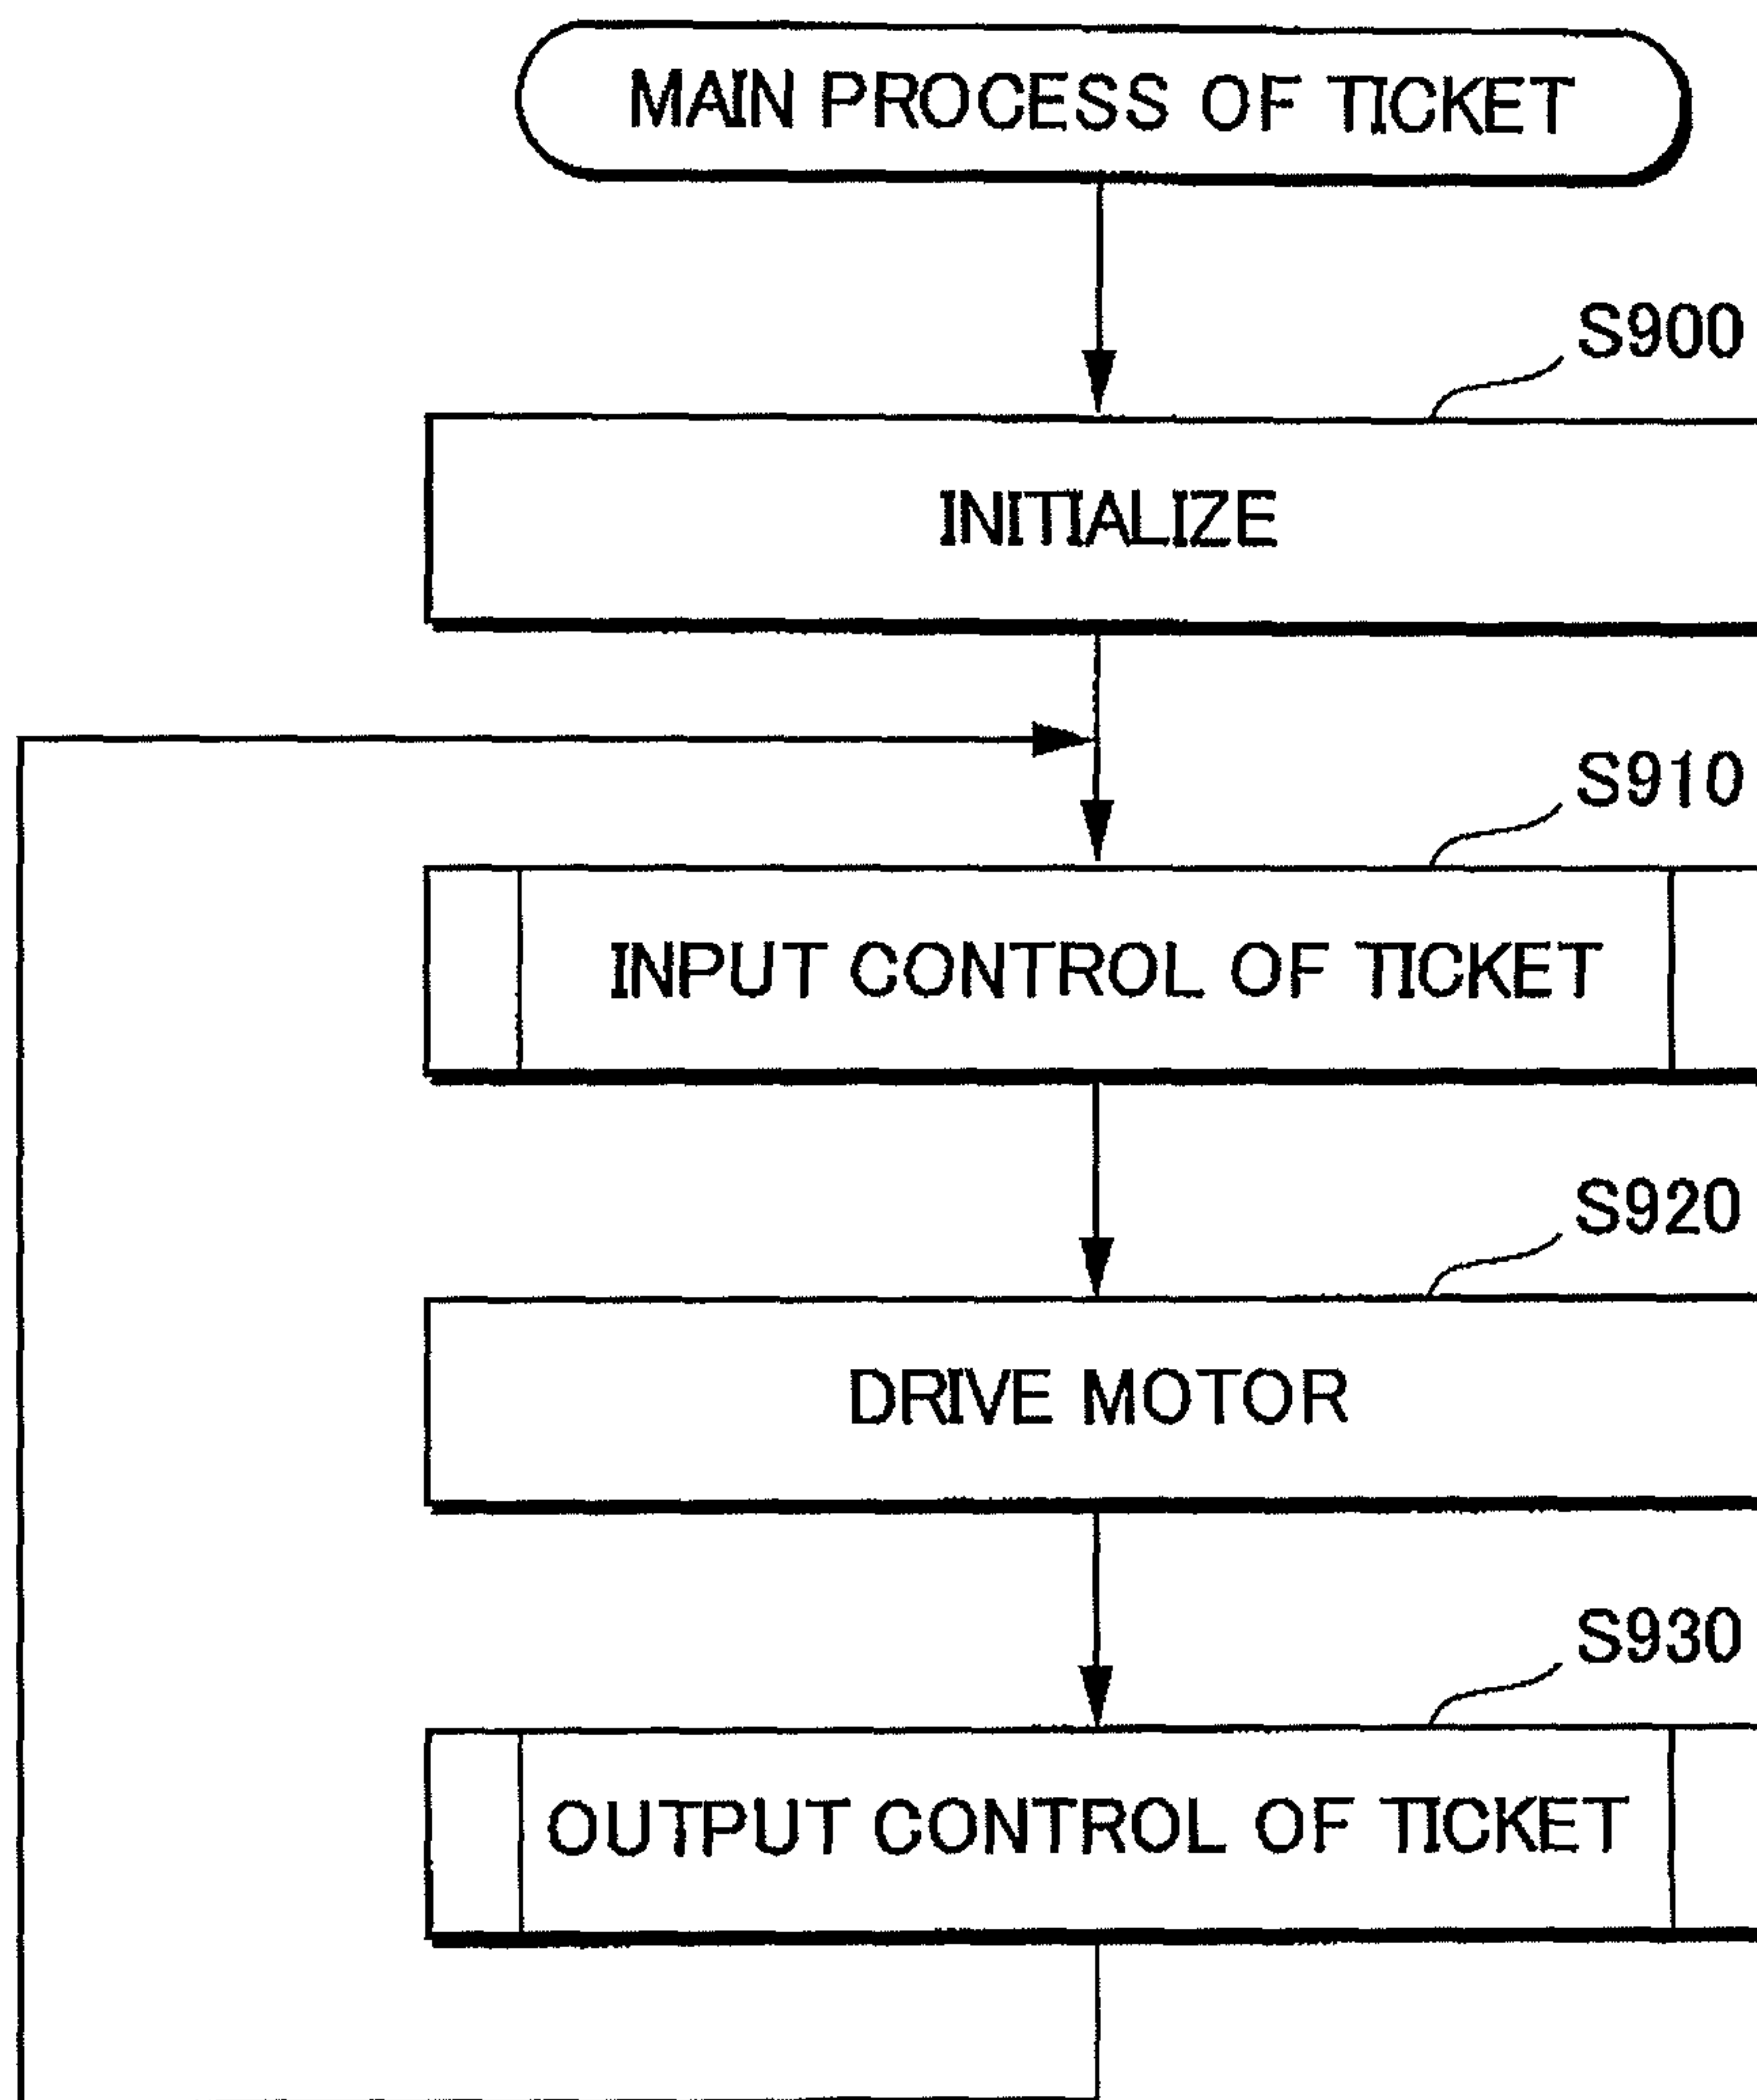 MAIN PROCESS OF TICKET
S900
INITIALIZE
S910
INPUT CONTROL OF TICKET
S920
DRIVE MOTOR
S930
OUTPUT CONTROL OF TICKET